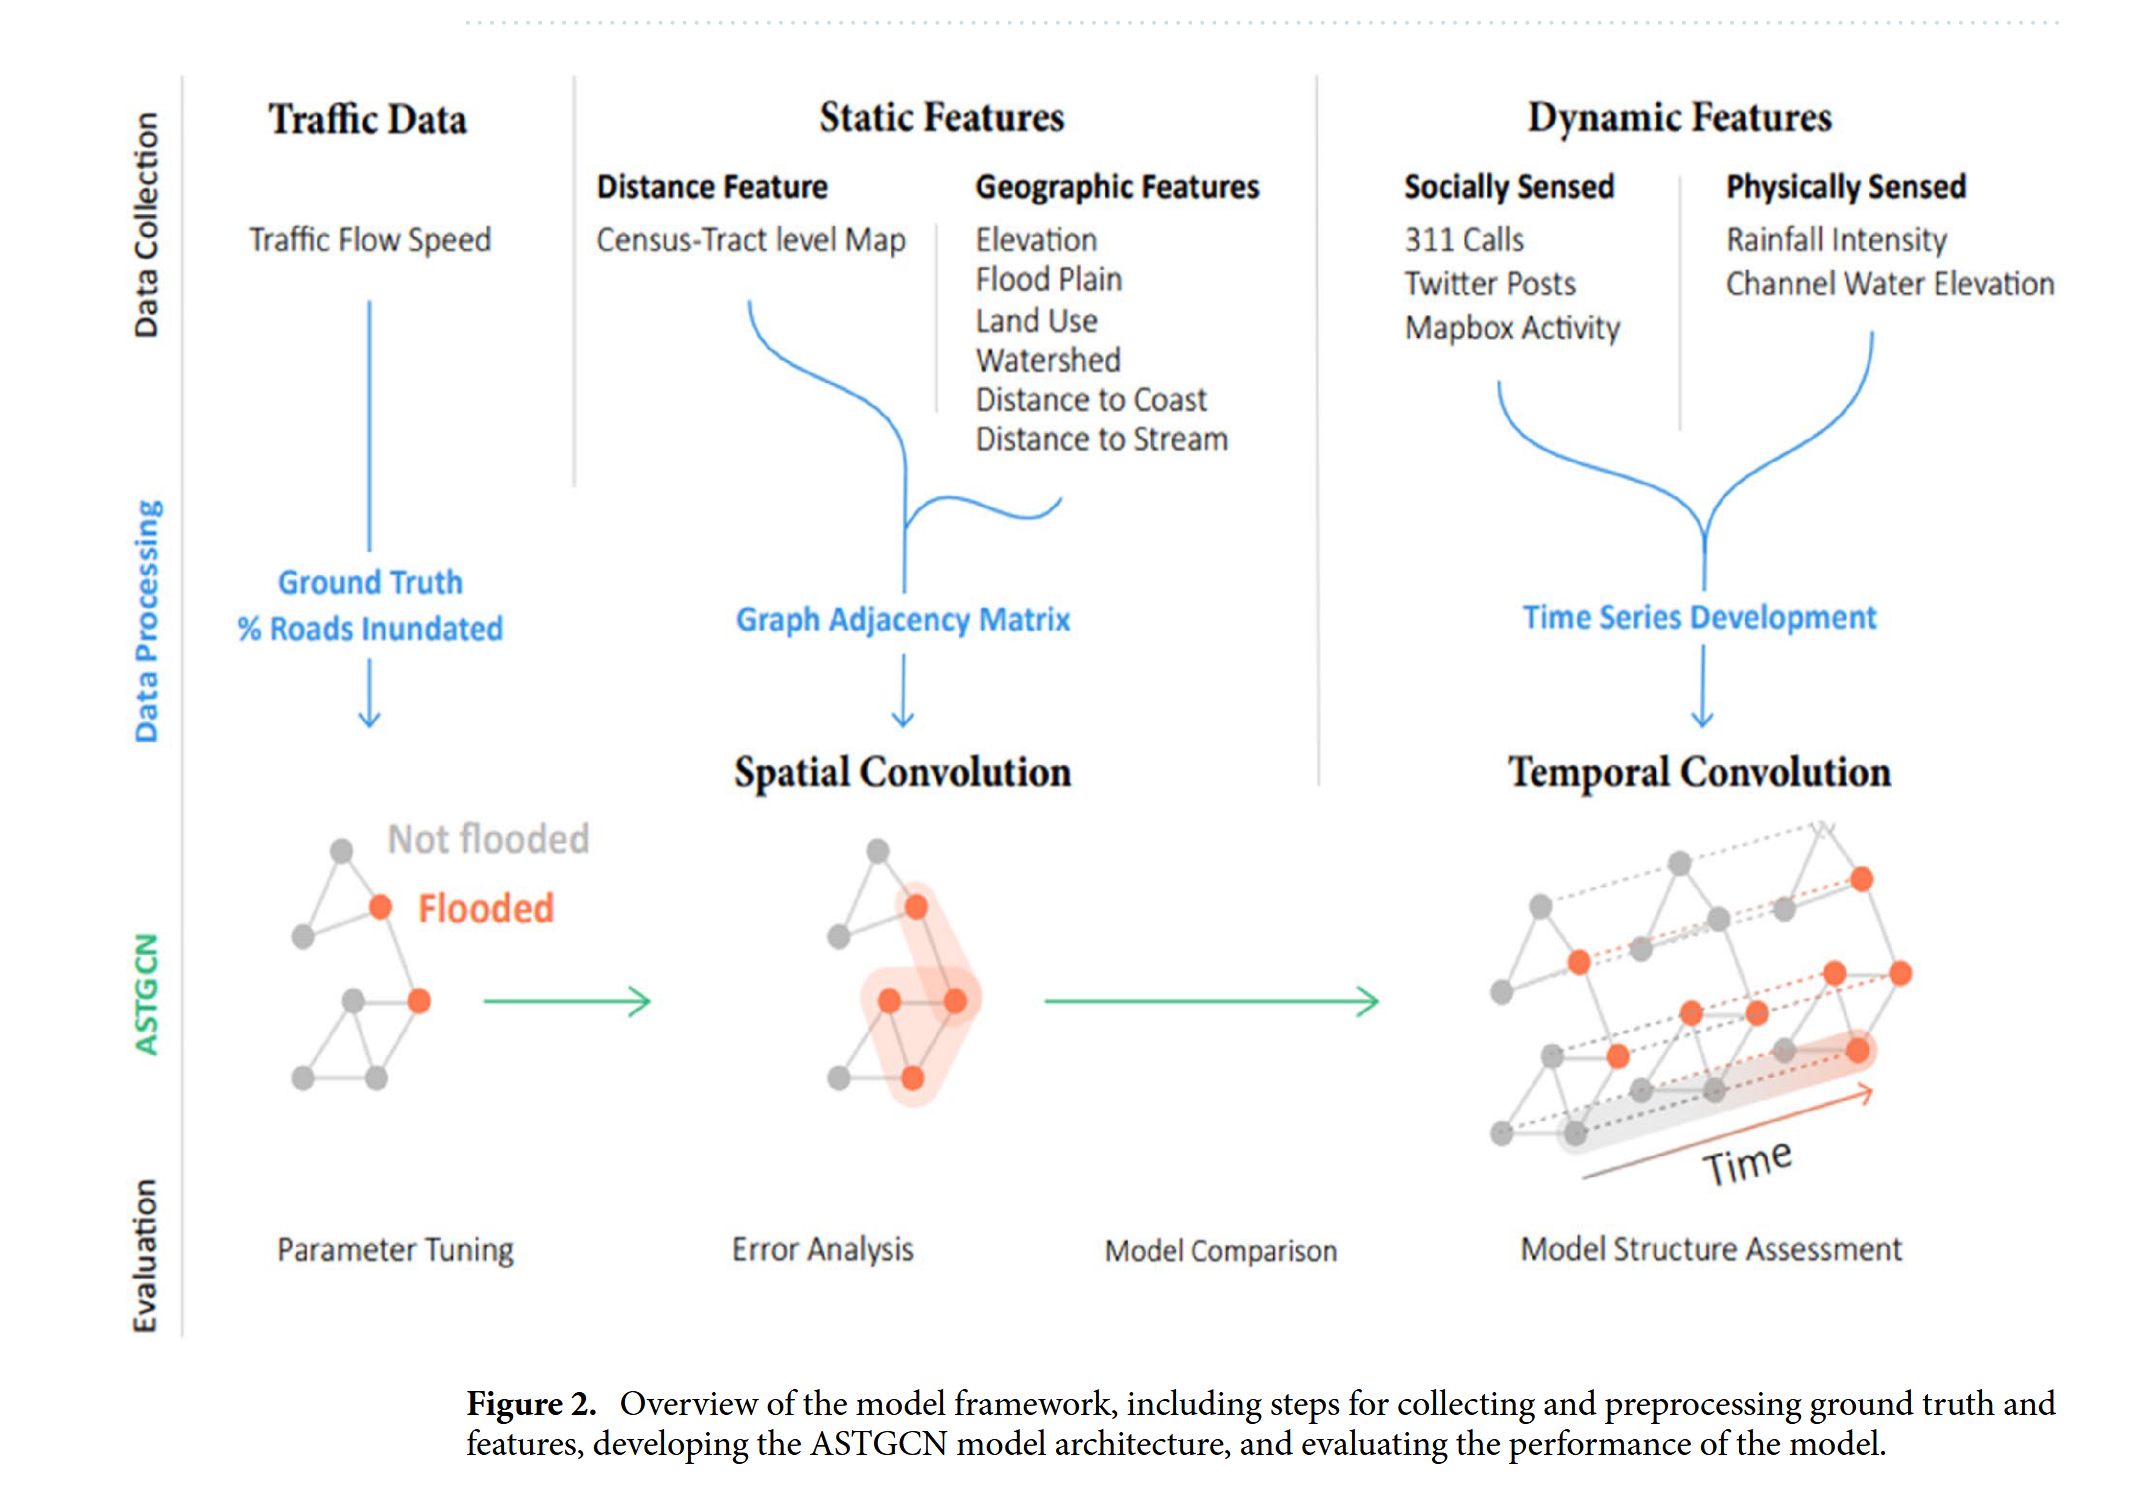 Data Collection
Traffic Data
Traffic Flow Speed
Static Features
Distance Feature
Census-Tract level Map
Geographic Features
Elevation
Flood Plain
Land Use
Watershed
Distance to Coast
Distance to Stream
Dynamic Features
Socially Sensed
311 Calls
Twitter Posts
Mapbox Activity
Physically Sensed
Rainfall Intensity
Channel Water Elevation
Data Processing
Ground Truth
% Roads Inundated
Graph Adjacency Matrix
Time Series Development
ASTGCN
Not flooded
Flooded
Spatial Convolution
Temporal Convolution
Time
Evaluation
Parameter Tuning
Error Analysis
Model Comparison
Model Structure Assessment
Figure 2. Overview of the model framework, including steps for collecting and preprocessing ground truth and
features, developing the ASTGCN model architecture, and evaluating the performance of the model.